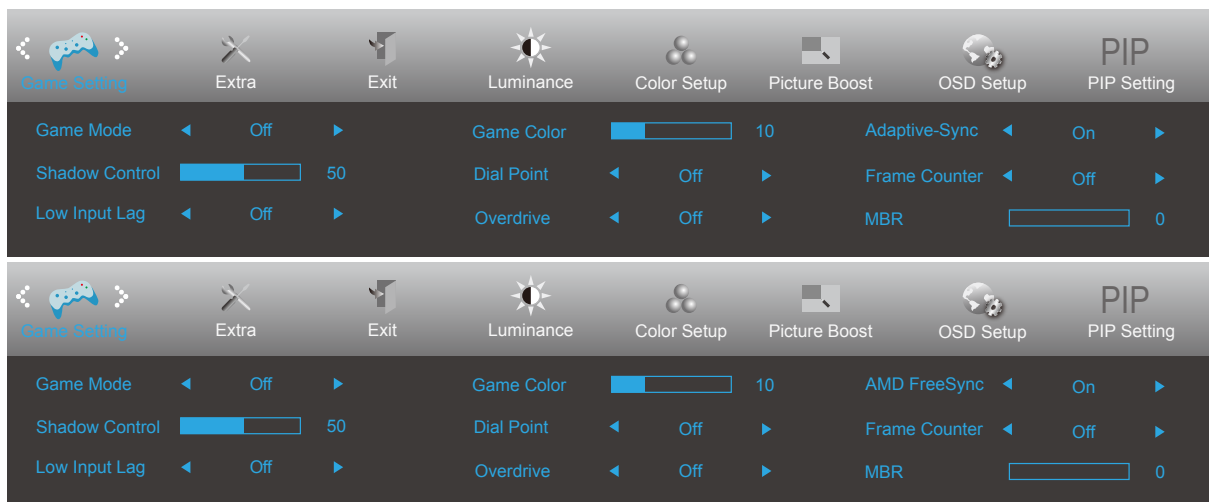 PIP
Game Setting Extra Exit Luminance Color Setup Picture Boost OSD Setup PIP Setting
Game Mode Off Game Color 10 Adaptive-Sync On
Shadow Control 50 Dial Point Off Frame Counter Off
Low Input Lag Off Overdrive Off MBR 0
PIP
Game Setting Extra Exit Luminance Color Setup Picture Boost OSD Setup PIP Setting
Game Mode Off Game Color 10 AMD FreeSync On
Shadow Control 50 Dial Point Off Frame Counter Off
Low Input Lag Off Overdrive Off MBR 0